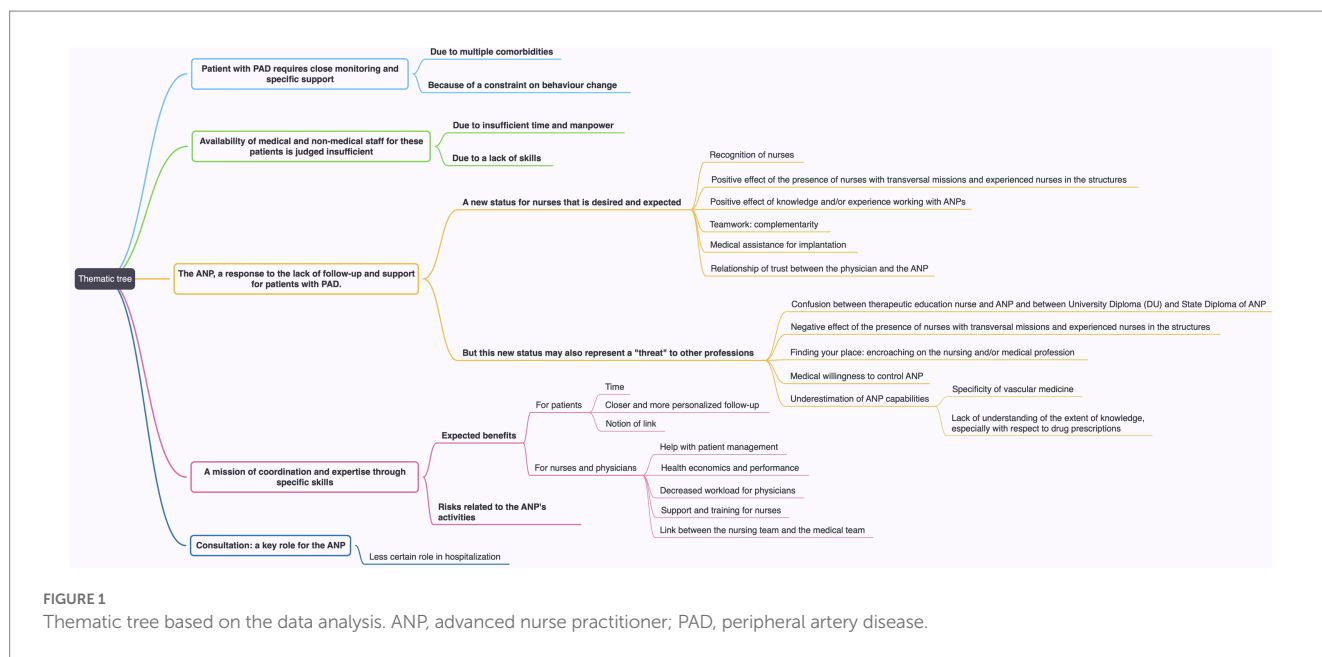 Thematic tree
Patient with PAD requires close monitoring and
specific support
Due to multiple comorbidities
Because of a constraint on behaviour change
Availability of medical and non-medical staff for these
patients is judged insufficient
Due to insufficient time and manpower
Due to a lack of skills
The ANP, a response to the lack of follow-up and support
for patients with PAD.
A new status for nurses that is desired and expected
Recognition of nurses
Positive effect of the presence of nurses with transversal missions and experienced nurses in the structures
Positive effect of knowledge and/or experience working with ANPs
Teamwork: complementarity
Medical assistance for implantation
Relationship of trust between the physician and the ANP
But this new status may also represent a "threat" to other professions
Confusion between therapeutic education nurse and ANP and between University Diploma (DU) and State Diploma of ANP
Negative effect of the presence of nurses with transversal missions and experienced nurses in the structures
Finding your place: encroaching on the nursing and/or medical profession
Medical willingness to control ANP
Underestimation of ANP capabilities
Specificity of vascular medicine
Lack of understanding of the extent of knowledge,
especially with respect to drug prescriptions
A mission of coordination and expertise through
specific skills
Expected benefits
For patients
Time
Closer and more personalized follow-up
Notion of link
For nurses and physicians
Help with patient management
Health economics and performance
Decreased workload for physicians
Support and training for nurses
Link between the nursing team and the medical team
Risks related to the ANP's
activities
Consultation: a key role for the ANP
Less certain role in hospitalization
FIGURE 1
Thematic tree based on the data analysis. ANP, advanced nurse practitioner; PAD, peripheral artery disease.